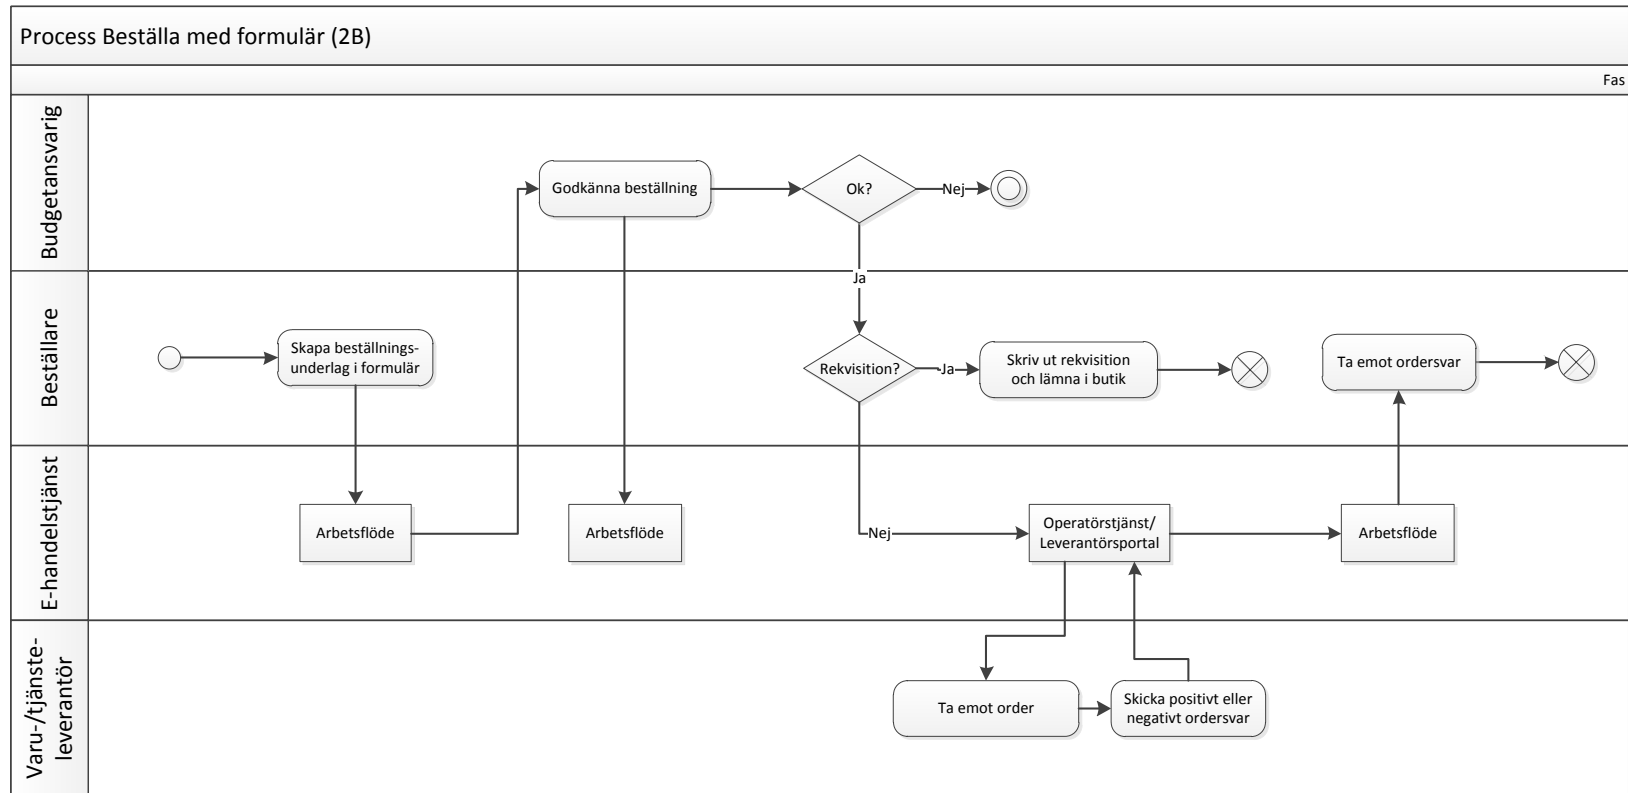 Process Beställa med formulär (2B)
Fas
Budgetansvarig
Godkänna beställning
Ok?
Nej
Ja
Beställare
Skapa beställnings-
underlag i formulär
Rekvisition?
Ja
Skriv ut rekvisition
och lämna i butik
Ta emot ordersvar
E-handelstjänst
Arbetsflöde
Arbetsflöde
Nej
Operatörstjänst/
Leverantörsportal
Arbetsflöde
Varu-/tjänste-
leverantör
Ta emot order
Skicka positivt eller
negativt ordersvar